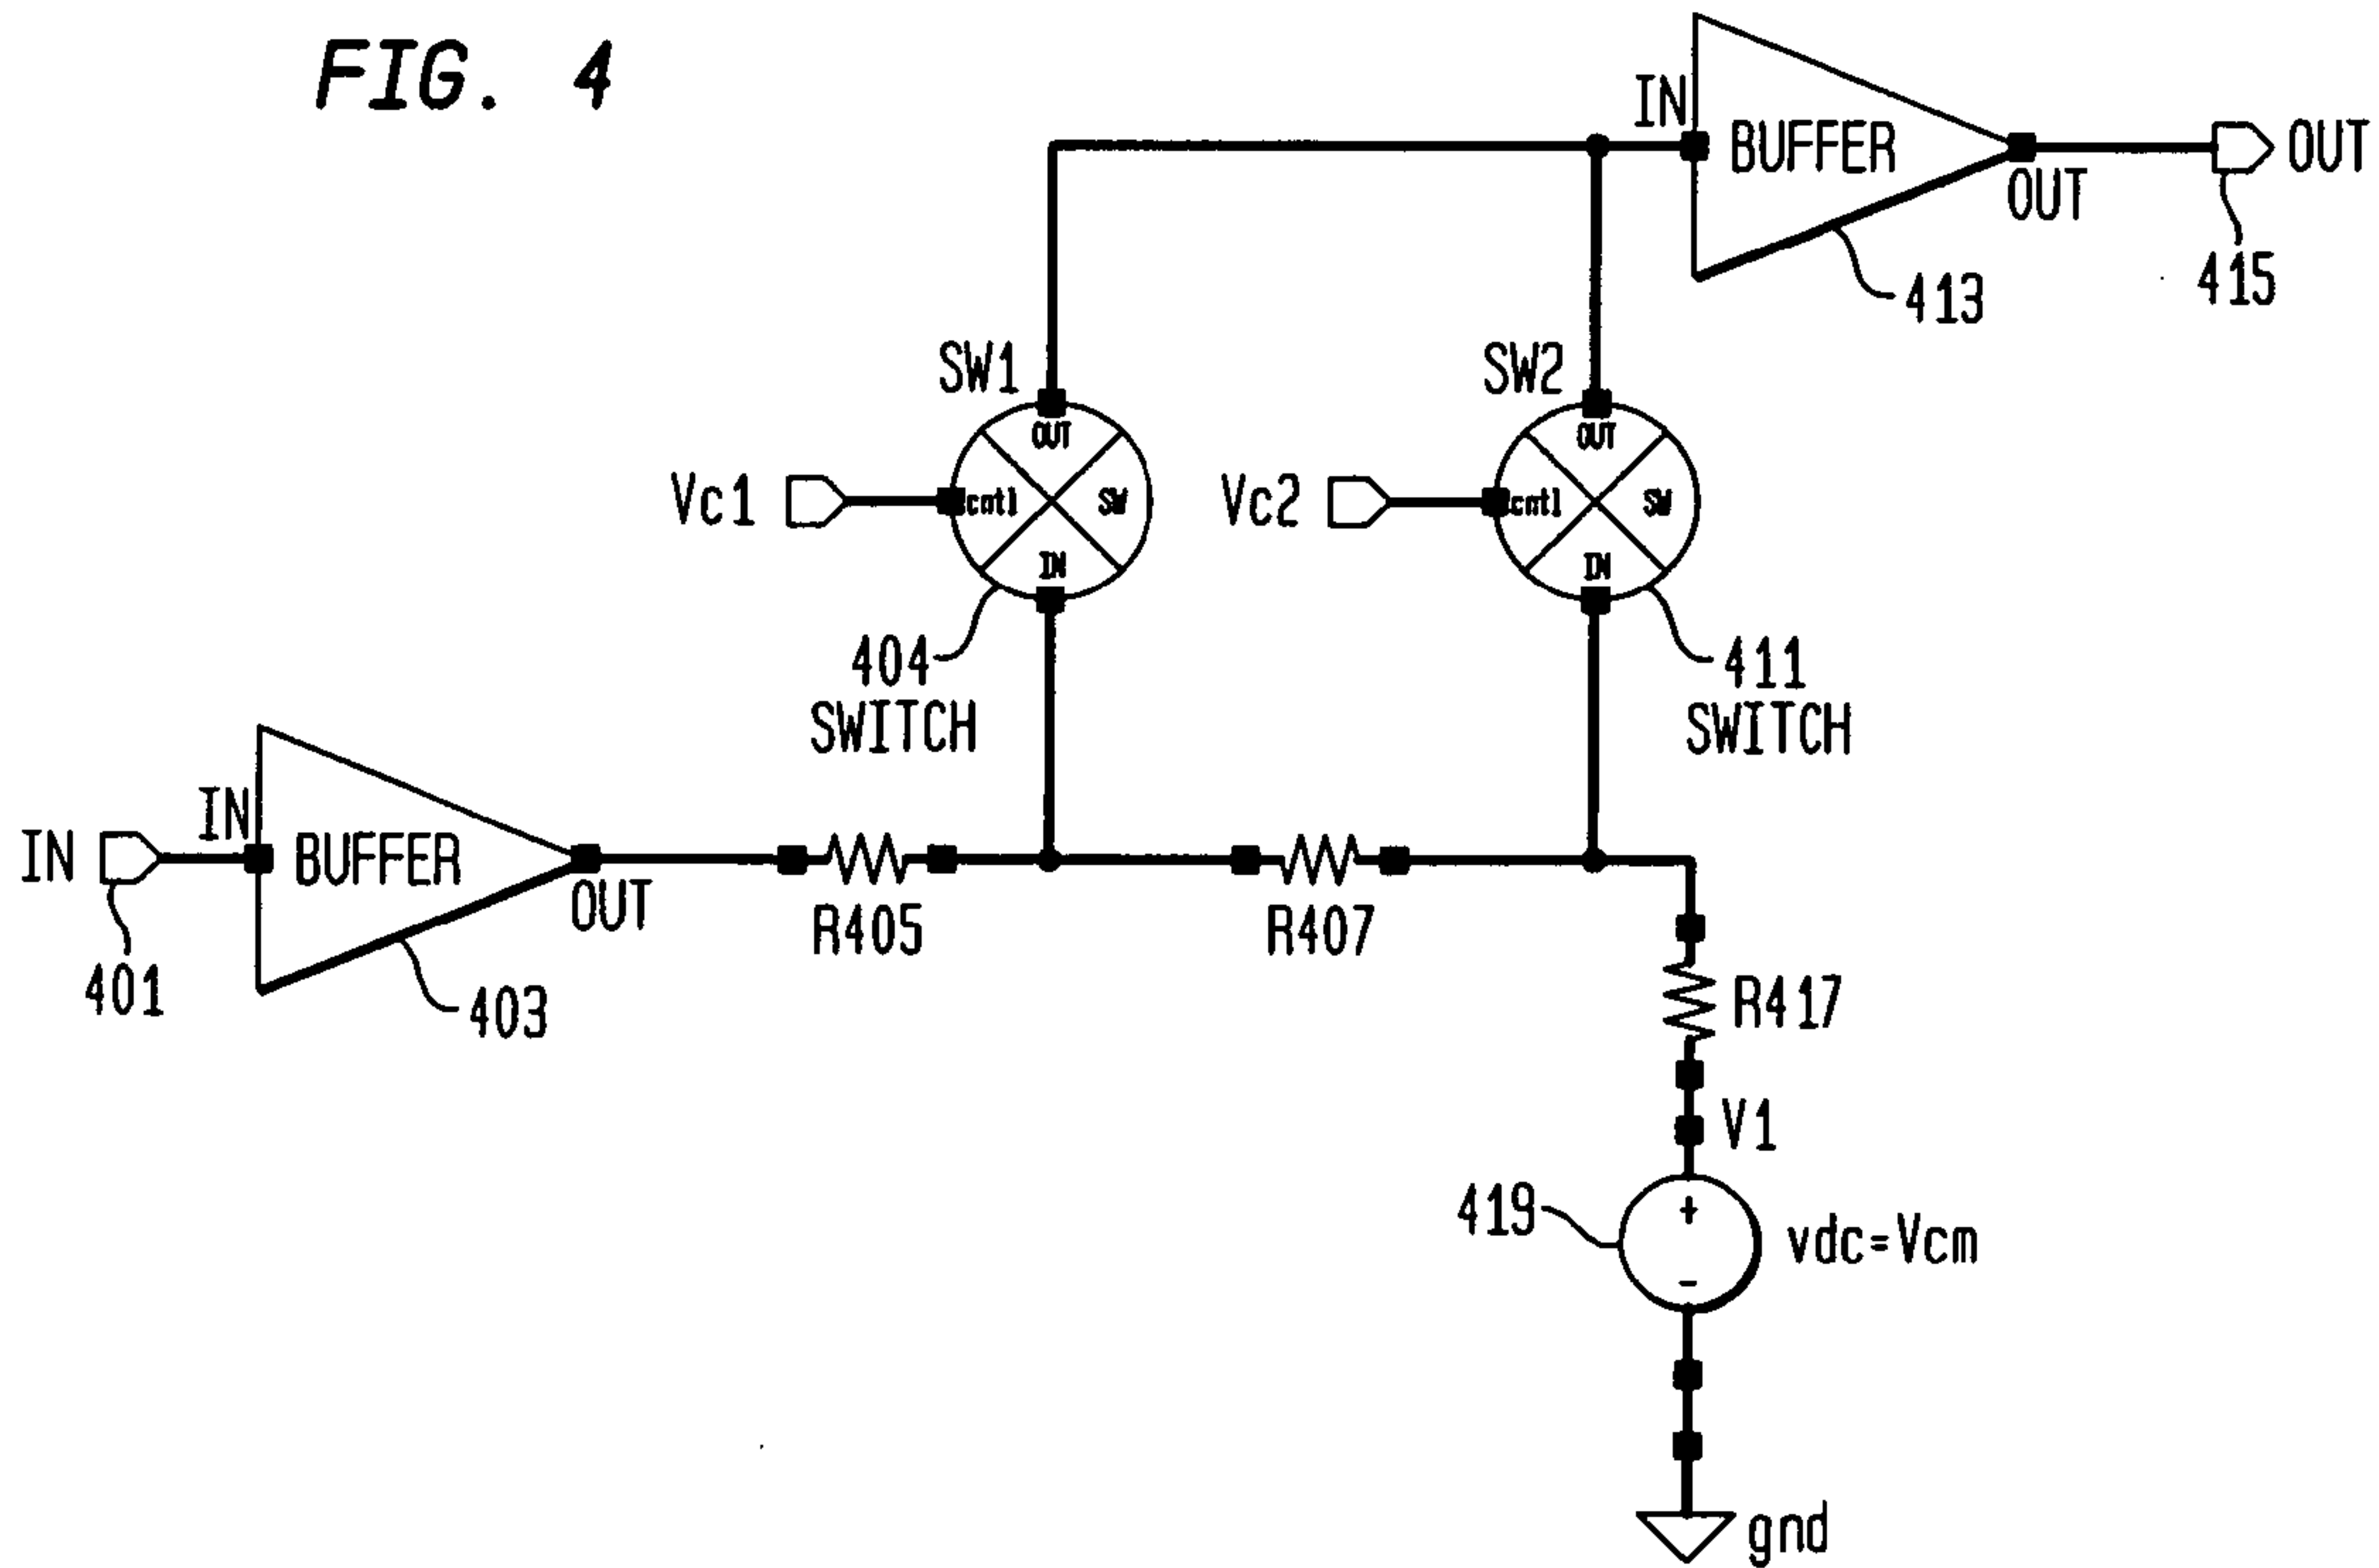 FIG. 4
IN
BUFFER
OUT
OUT
413
415
SW1
SW2
OUT
OUT
Vc1
cntl
SW
Vc2
cntl
SW
IN
IN
404
SWITCH
411
SWITCH
IN
IN
BUFFER
OUT
R405
R407
401
403
R417
V1
419
+
-
vdc=Vcm
gnd